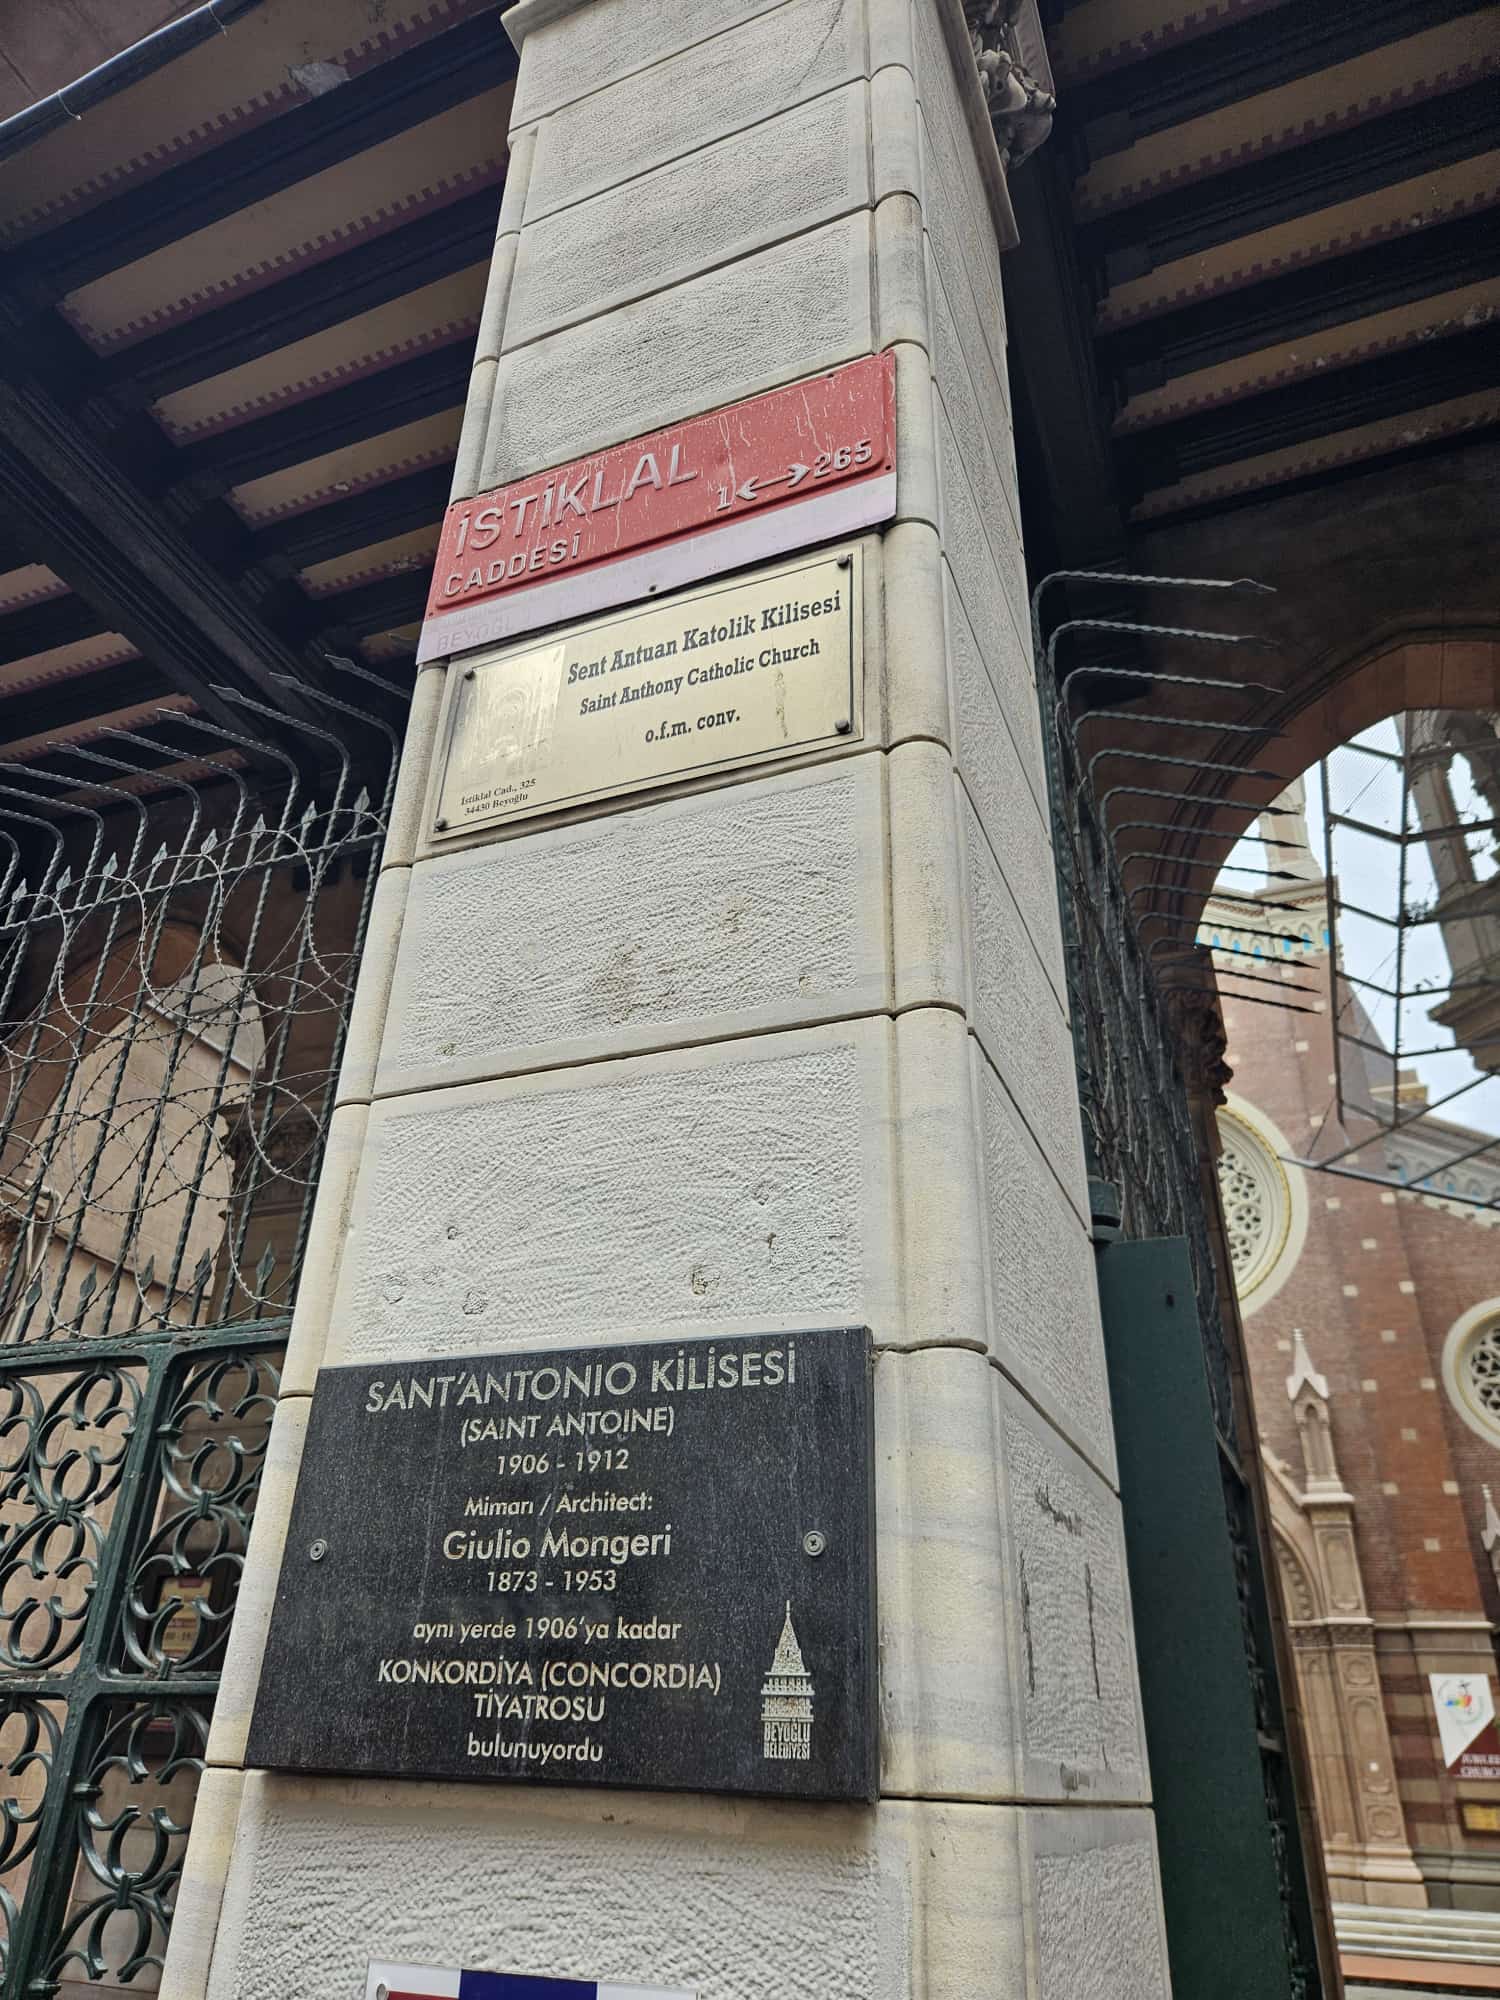 İSTİKLAL
1 ←→ 265
CADDESİ
BEYOĞL
Sent Antuan Katolik Kilisesi
Saint Anthony Catholic Church
o.f.m. conv.
İstiklal Cad., 325
34430 Beyoğlu
SANT'ANTONIO KİLİSESİ
(SAINT ANTOINE)
1906 - 1912
Mimarı / Architect:
Giulio Mongeri
1873 - 1953
aynı yerde 1906'ya kadar
KONKORDİYA (CONCORDIA)
TİYATROSU
bulunuyordu
BEYOĞLU
BELEDİYESİ